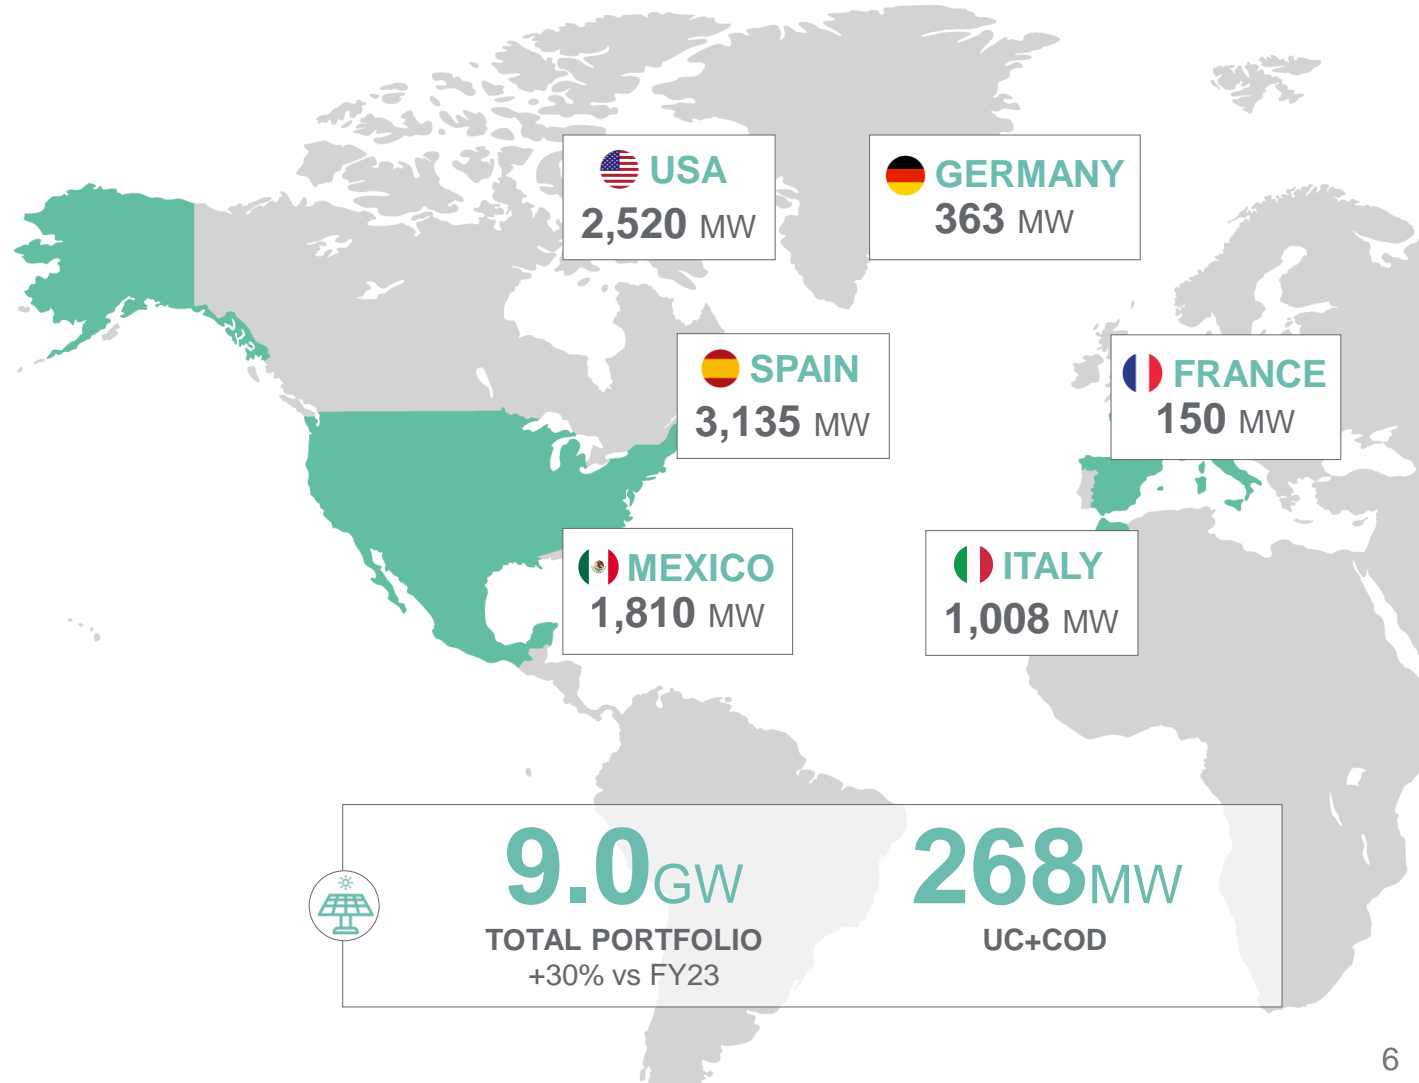 USA
2,520 MW
GERMANY
363 MW
SPAIN
3,135 MW
FRANCE
150 MW
MEXICO
1,810 MW
ITALY
1,008 MW
9.0GW
TOTAL PORTFOLIO
+30% vs FY23
268MW
UC+COD
6